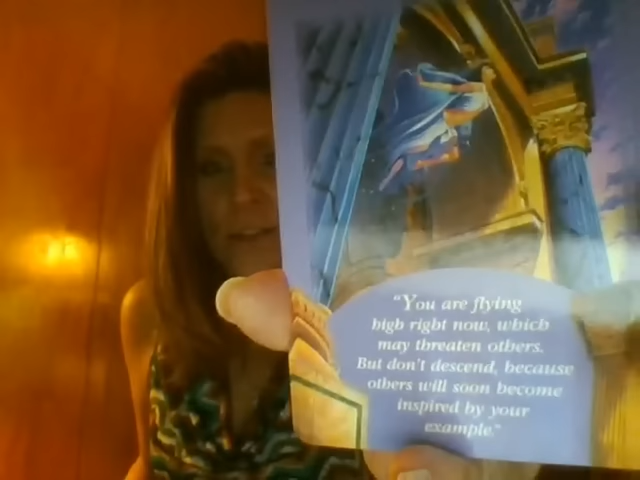 "You are flying
high right now, which
may threaten others.
But don't descend, because
others will soon become
inspired by your
example."